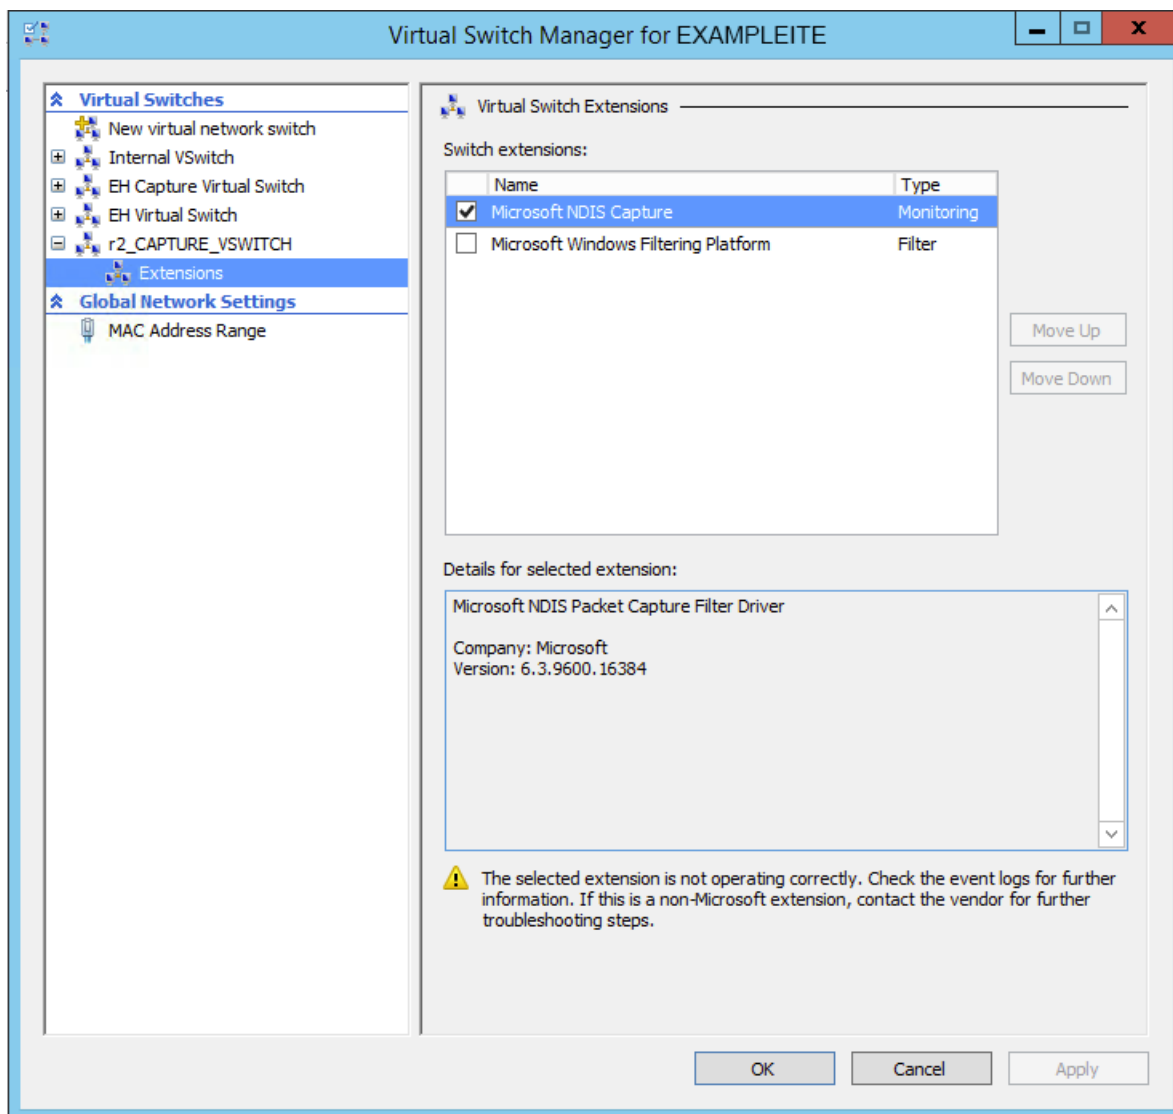 Virtual Switch Manager for EXAMPLEITE
X
Virtual Switches
New virtual network switch
Internal VSwitch
EH Capture Virtual Switch
EH Virtual Switch
r2_CAPTURE_VSWITCH
Extensions
Global Network Settings
MAC Address Range
Virtual Switch Extensions
Switch extensions:
Name Type
Microsoft NDIS Capture Monitoring
Microsoft Windows Filtering Platform Filter
Move Up
Move Down
Details for selected extension:
Microsoft NDIS Packet Capture Filter Driver
Company: Microsoft
Version: 6.3.9600.16384
The selected extension is not operating correctly. Check the event logs for further
information. If this is a non-Microsoft extension, contact the vendor for further
troubleshooting steps.
OK Cancel Apply